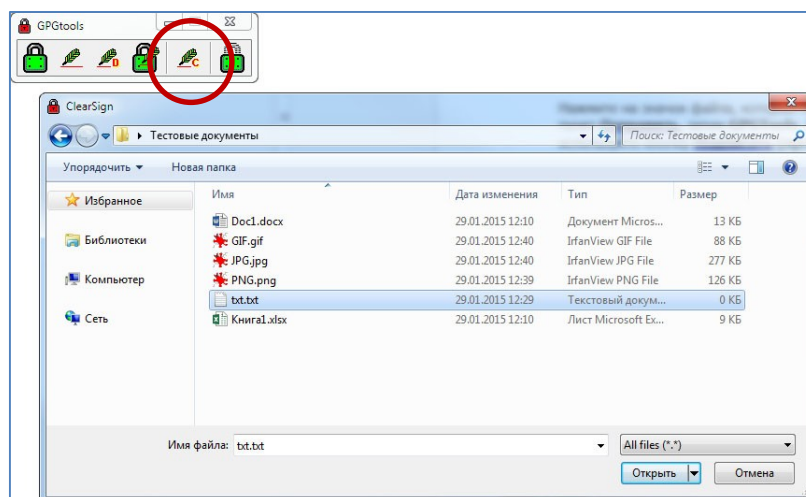 GPGtools
D
C
ClearSign
Тестовые документы
Поиск: Тестовые документы
Упорядочить
Новая папка
Избранное
Библиотеки
Компьютер
Сеть
Имя Дата изменения Тип Размер
Doc1.docx 29.01.2015 12:10 Документ Micros... 13 КБ
GIF.gif 29.01.2015 12:40 IrfanView GIF File 88 КБ
JPG.jpg 29.01.2015 12:40 IrfanView JPG File 277 КБ
PNG.png 29.01.2015 12:39 IrfanView PNG File 126 КБ
txt.txt 29.01.2015 12:29 Текстовый докум... 0 КБ
Книга1.xlsx 29.01.2015 12:10 Лист Microsoft Ex... 9 КБ
Имя файла: txt.txt
All files (*.*)
Открыть Отмена